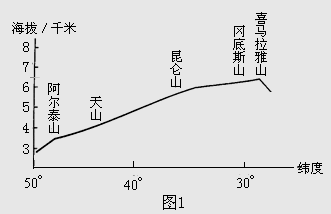 海拔/千米
8
7
6
5
4
3
阿尔泰山
天山
昆仑山
冈底斯山
喜马拉雅山
50° 40° 30° 纬度
图1